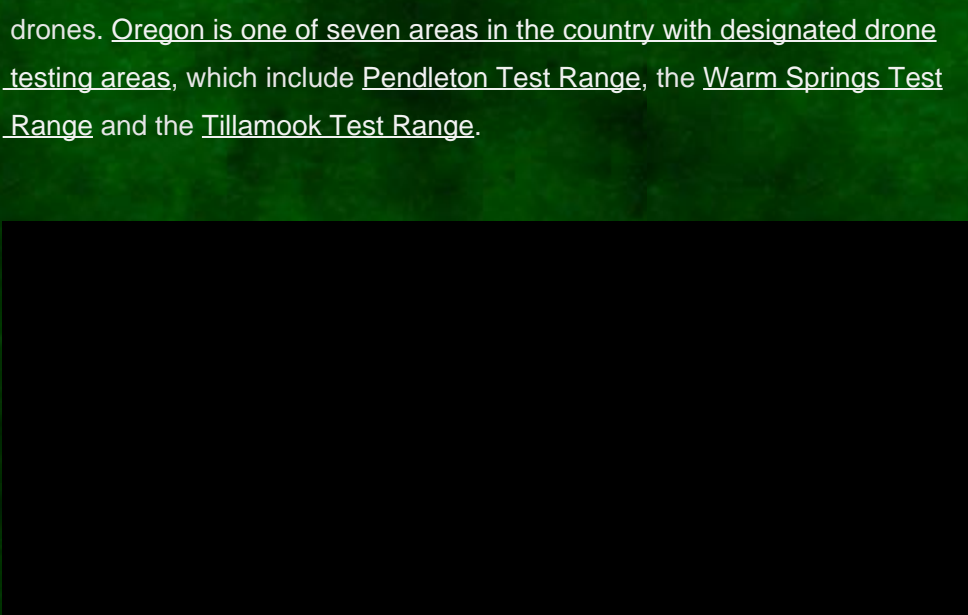 drones. Oregon is one of seven areas in the country with designated drone
testing areas, which include Pendleton Test Range, the Warm Springs Test
Range and the Tillamook Test Range.